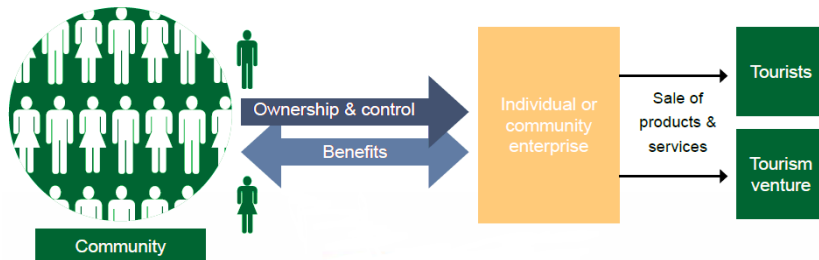 Community
Ownership & control
Benefits
Individual or
community
enterprise
Sale of
products &
services
Tourists
Tourism
venture